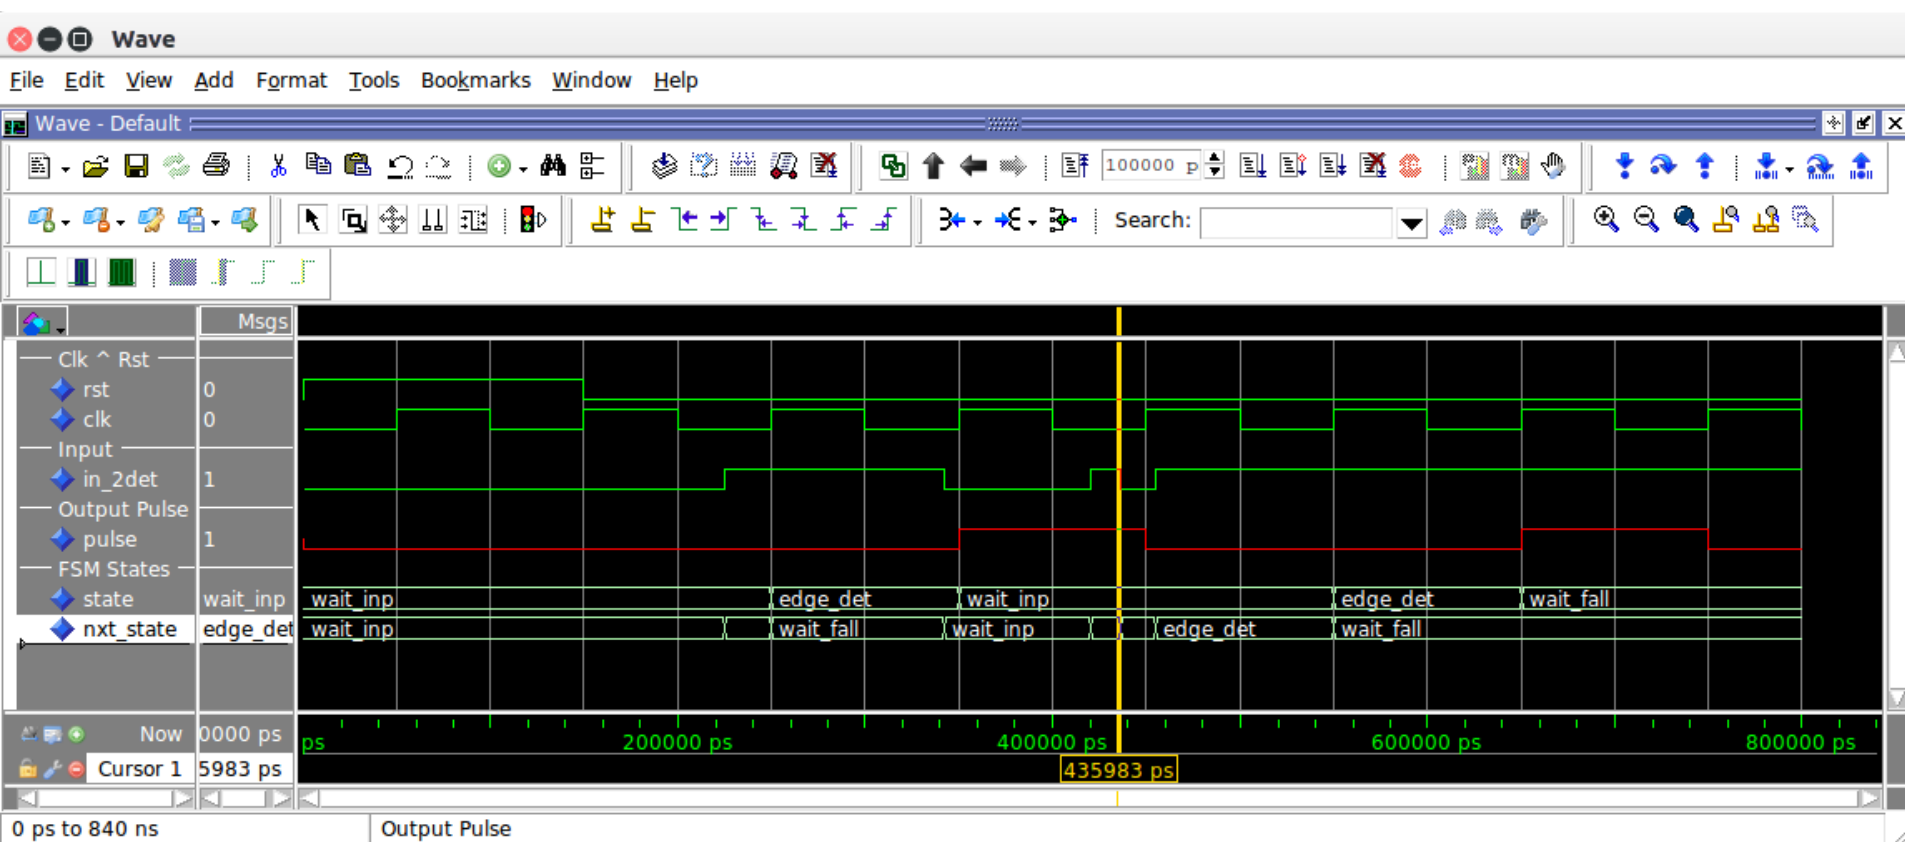 Wave
File Edit View Add Format Tools Bookmarks Window Help
Wave - Default
100000 p
Search:
Msgs
Clk ^ Rst
rst 0
clk 0
Input
in_2det 1
Output Pulse
pulse 1
FSM States
state wait_inp wait_inp edge_det wait_inp edge_det wait_fall
nxt_state edge_det wait_inp wait_fall wait_inp edge_det wait_fall
Now 0000 ps ps 200000 ps 400000 ps 600000 ps 800000 ps
Cursor 1 5983 ps 435983 ps
0 ps to 840 ns Output Pulse